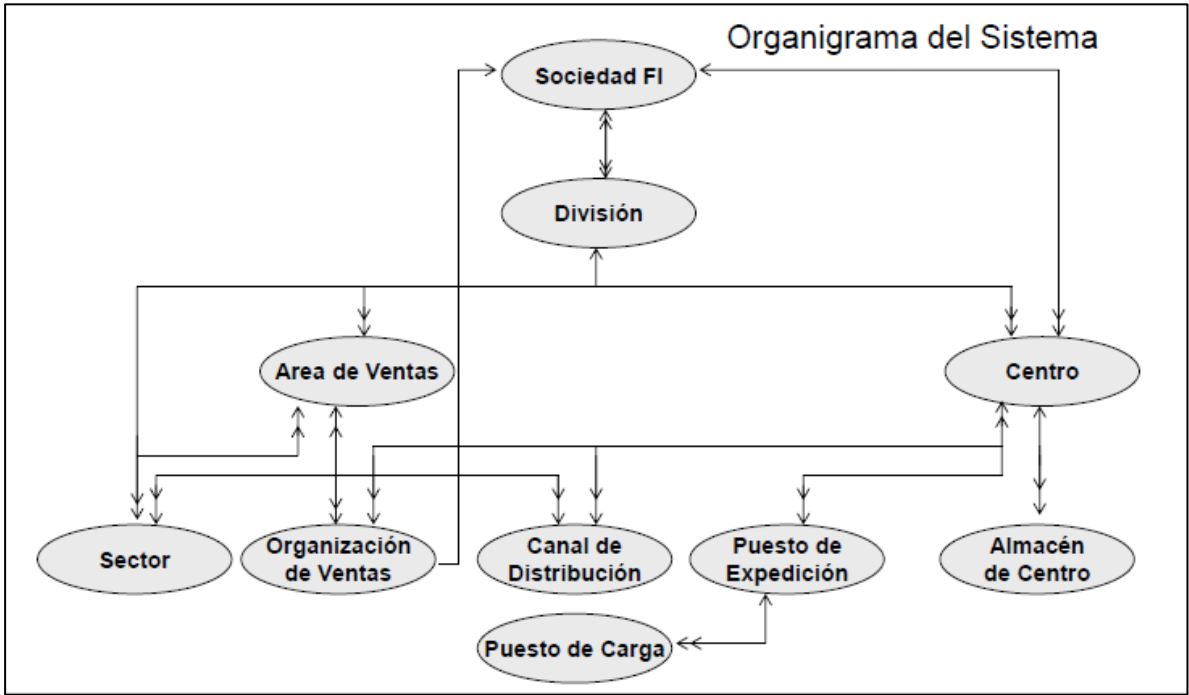 Organigrama del Sistema
Sociedad FI
División
Area de Ventas
Centro
Sector
Organización
de Ventas
Canal de
Distribución
Puesto de
Expedición
Almacén
de Centro
Puesto de Carga